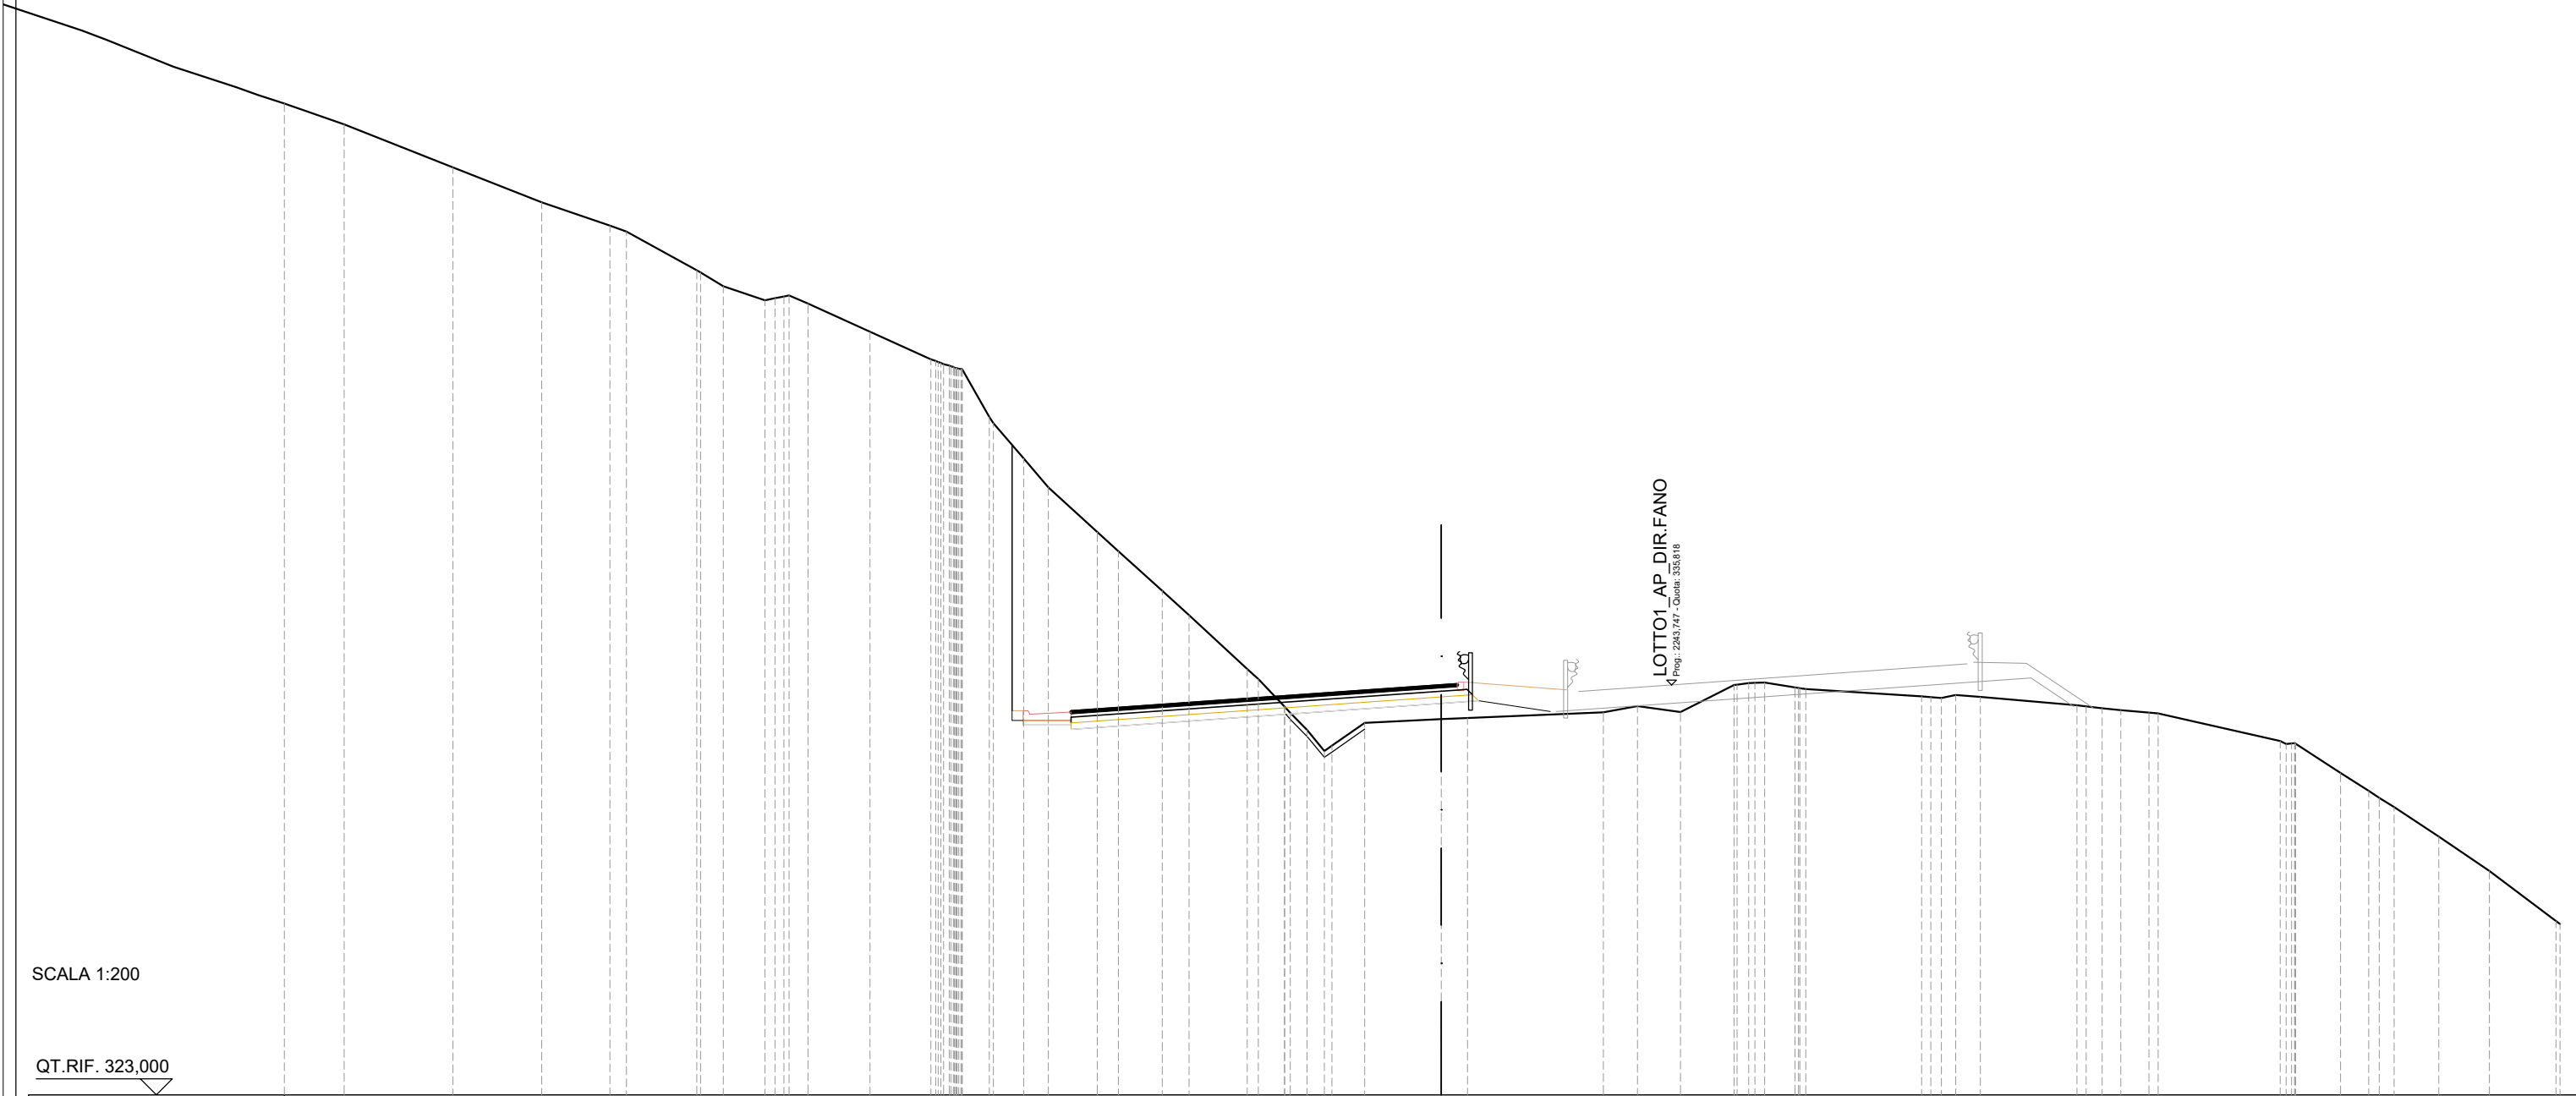 LOTTO1_AP_DIR.FANO
Prog.: 2243,747 - Quota: 335,818
SCALA 1:200
QT.RIF. 323,000